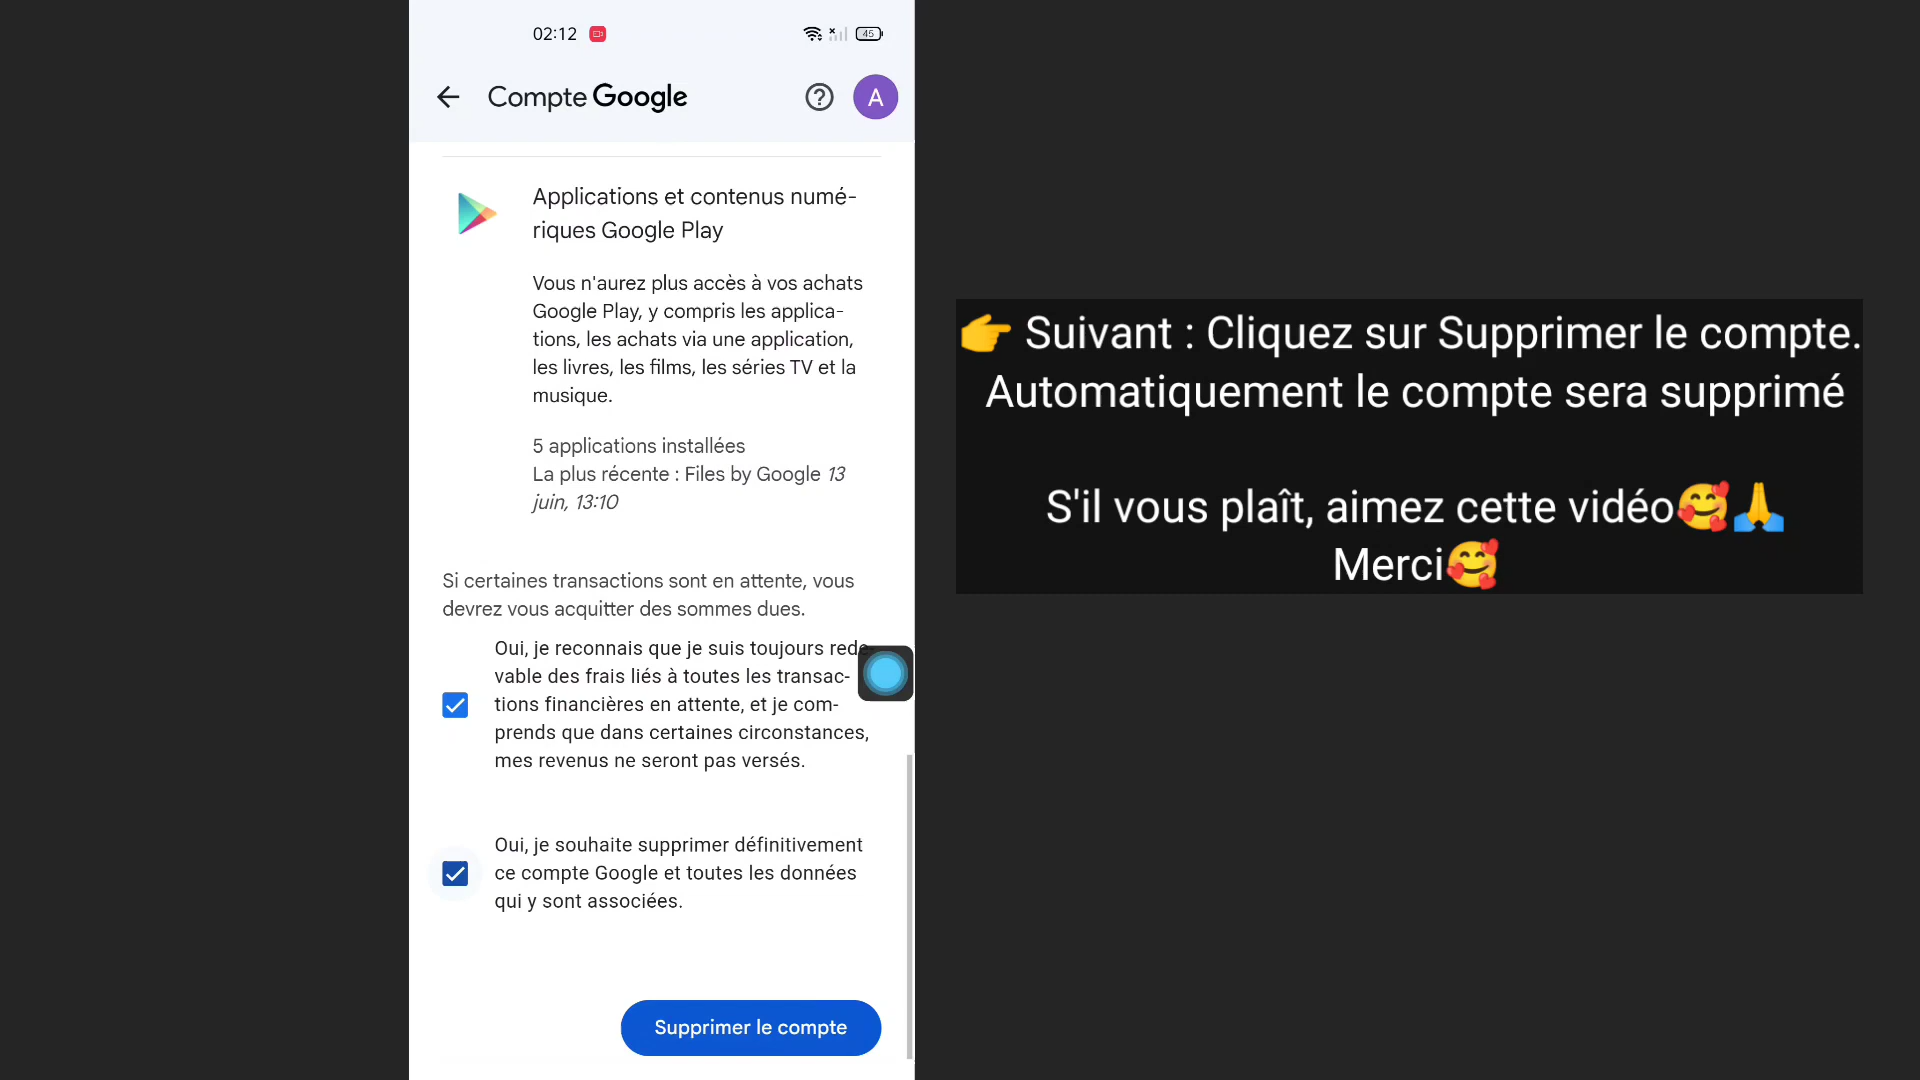 02:12
45
Compte Google
A
Applications et contenus numé-
riques Google Play
Vous n'aurez plus accès à vos achats
Google Play, y compris les applica-
tions, les achats via une application,
les livres, les films, les séries TV et la
musique.
5 applications installées
La plus récente : Files by Google 13
juin, 13:10
Si certaines transactions sont en attente, vous
devrez vous acquitter des sommes dues.
Oui, je reconnais que je suis toujours rede-
vable des frais liés à toutes les transac-
tions financières en attente, et je com-
prends que dans certaines circonstances,
mes revenus ne seront pas versés.
Oui, je souhaite supprimer définitivement
ce compte Google et toutes les données
qui y sont associées.
Supprimer le compte
👉 Suivant : Cliquez sur Supprimer le compte.
Automatiquement le compte sera supprimé
S'il vous plaît, aimez cette vidéo🥰🙏
Merci🥰